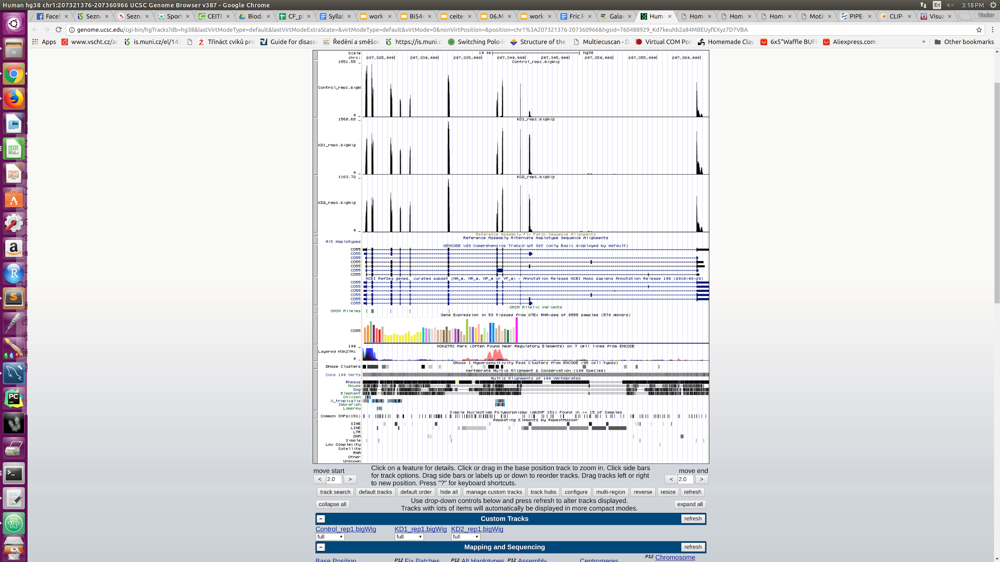 Human hg38 chr1:207321376-207360966 UCSC Genome Browser v387 - Google Chrome
En 3:18 PM
Faceb Sezna Sezna Sport CEITE Bioda CF_pl Syllab work Bi544 ceite 06.M work Fric R Galax Huma Home Home Home Motif PIPE- CLIP- Visua Vaclav
genome.ucsc.edu/cgi-bin/hgTracks?db=hg38&lastVirtModeType=default&lastVirtModeExtraState=&virtModeType=default&virtMode=0&nonVirtPosition=&position=chr1%3A207321376-207360966&hgsid=760488929_Kd7keuhb2a84MBEUyfEXyz7D7VBA
Apps www.vscht.cz/ac is.muni.cz/el/143 Třináct cviků pro Guide for disasse Ředění a směšov https://is.muni.c Switching Polo-li Structure of the Multiecuscan - D Virtual COM Port Homemade Clay 6x5"Waffle BUF Aliexpress.com : » Other bookmarks
Scale 10 kb hg38
chr1: 207,325,000 207,330,000 207,335,000 207,340,000 207,345,000 207,350,000 207,355,000 207,360,000
Control_rep1.bigWig
1551.55 _
Control_rep1.bigW
0 _
KD1_rep1.bigWig
1568.68 _
KD1_rep1.bigWig
0 _
KD2_rep1.bigWig
1163.72 _
KD2_rep1.bigWig
0 _
Reference Assembly Fix Patch Sequence Alignments
Reference Assembly Alternate Haplotype Sequence Alignments
Alt Haplotypes
GENCODE v29 Comprehensive Transcript Set (only Basic displayed by default)
CD55
CD55
CD55
CD55
CD55
CD55
CD55
NCBI RefSeq genes, curated subset (NM_*, NR_*, NP_* or YP_*) - Annotation Release NCBI Homo sapiens Annotation Release 109 (2018-03-29)
CD55
CD55
CD55
CD55
CD55
CD55
OMIM Allelic Variants
OMIM Alleles
Gene Expression in 53 tissues from GTEx RNA-seq of 8555 samples (570 donors)
CD55
H3K27Ac Mark (Often Found Near Regulatory Elements) on 7 cell lines from ENCODE
100 _
Layered H3K27Ac
0 _
DNase I Hypersensitivity Peak Clusters from ENCODE (95 cell types)
DNase Clusters
Vertebrate Multiz Alignment & Conservation (100 Species)
Cons 100 Verts
Multiz Alignments of 100 Vertebrates
Rhesus
Mouse
Dog
Elephant
Chicken
X_tropicalis
Zebrafish
Lamprey
Simple Nucleotide Polymorphisms (dbSNP 151) Found in >= 1% of Samples
Common SNPs(151)
Repeating Elements by RepeatMasker
SINE
LINE
LTR
DNA
Simple
Low Complexity
Satellite
RNA
Other
Unknown
move start
< 2.0 >
Click on a feature for details. Click or drag in the base position track to zoom in. Click side bars
for track options. Drag side bars or labels up or down to reorder tracks. Drag tracks left or right
to new position. Press "?" for keyboard shortcuts.
move end
< 2.0 >
track search default tracks default order hide all manage custom tracks track hubs configure multi-region reverse resize refresh
collapse all
Use drop-down controls below and press refresh to alter tracks displayed.
Tracks with lots of items will automatically be displayed in more compact modes.
expand all
- Custom Tracks refresh
Control_rep1.bigWig KD1_rep1.bigWig KD2_rep1.bigWig
full full full
- Mapping and Sequencing refresh
Base Position P12 Fix Patches P12 Alt Haplotypes P12 Assembly Centromeres P12 Chromosome